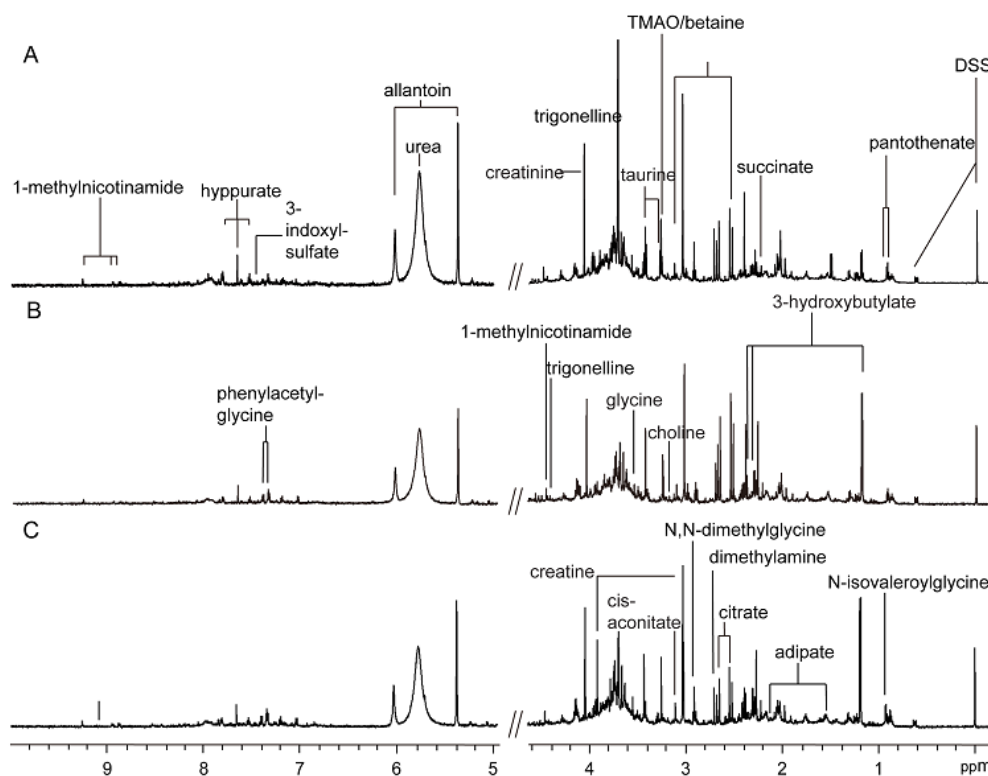 A
TMAO/betaine
DSS
allantoin
trigonelline
pantothenate
urea
creatinine
taurine
succinate
1-methylnicotinamide
hyppurate
3-
indoxyl-
sulfate
B
3-hydroxybutylate
1-methylnicotinamide
trigonelline
phenylacetyl-
glycine
glycine
choline
C
N,N-dimethylglycine
dimethylamine
creatine
N-isovaleroylglycine
cis-
aconitate
citrate
adipate
9 8 7 6 5 4 3 2 1 ppm